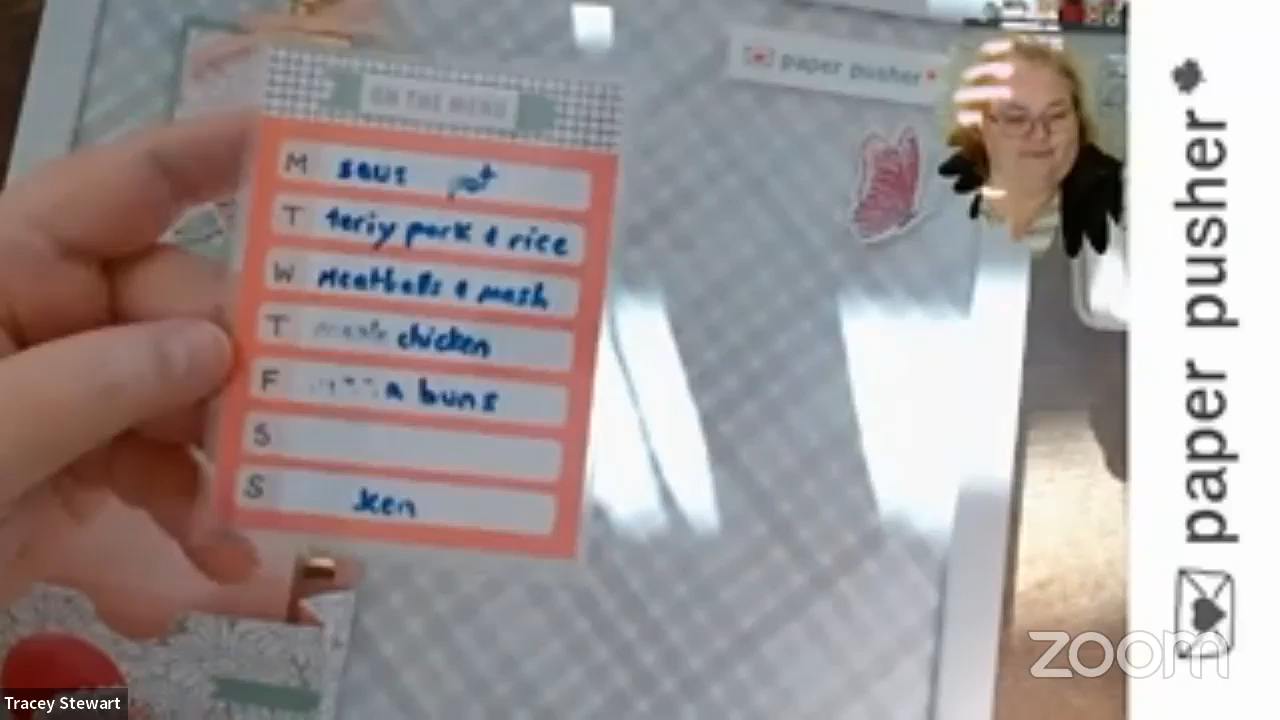 ON THE MENU
M saus pot
T teriy pork & rice
W Meatballs & mash
T chicken
F buns
S
S ken
paper pusher
paper pusher
zoom
Tracey Stewart